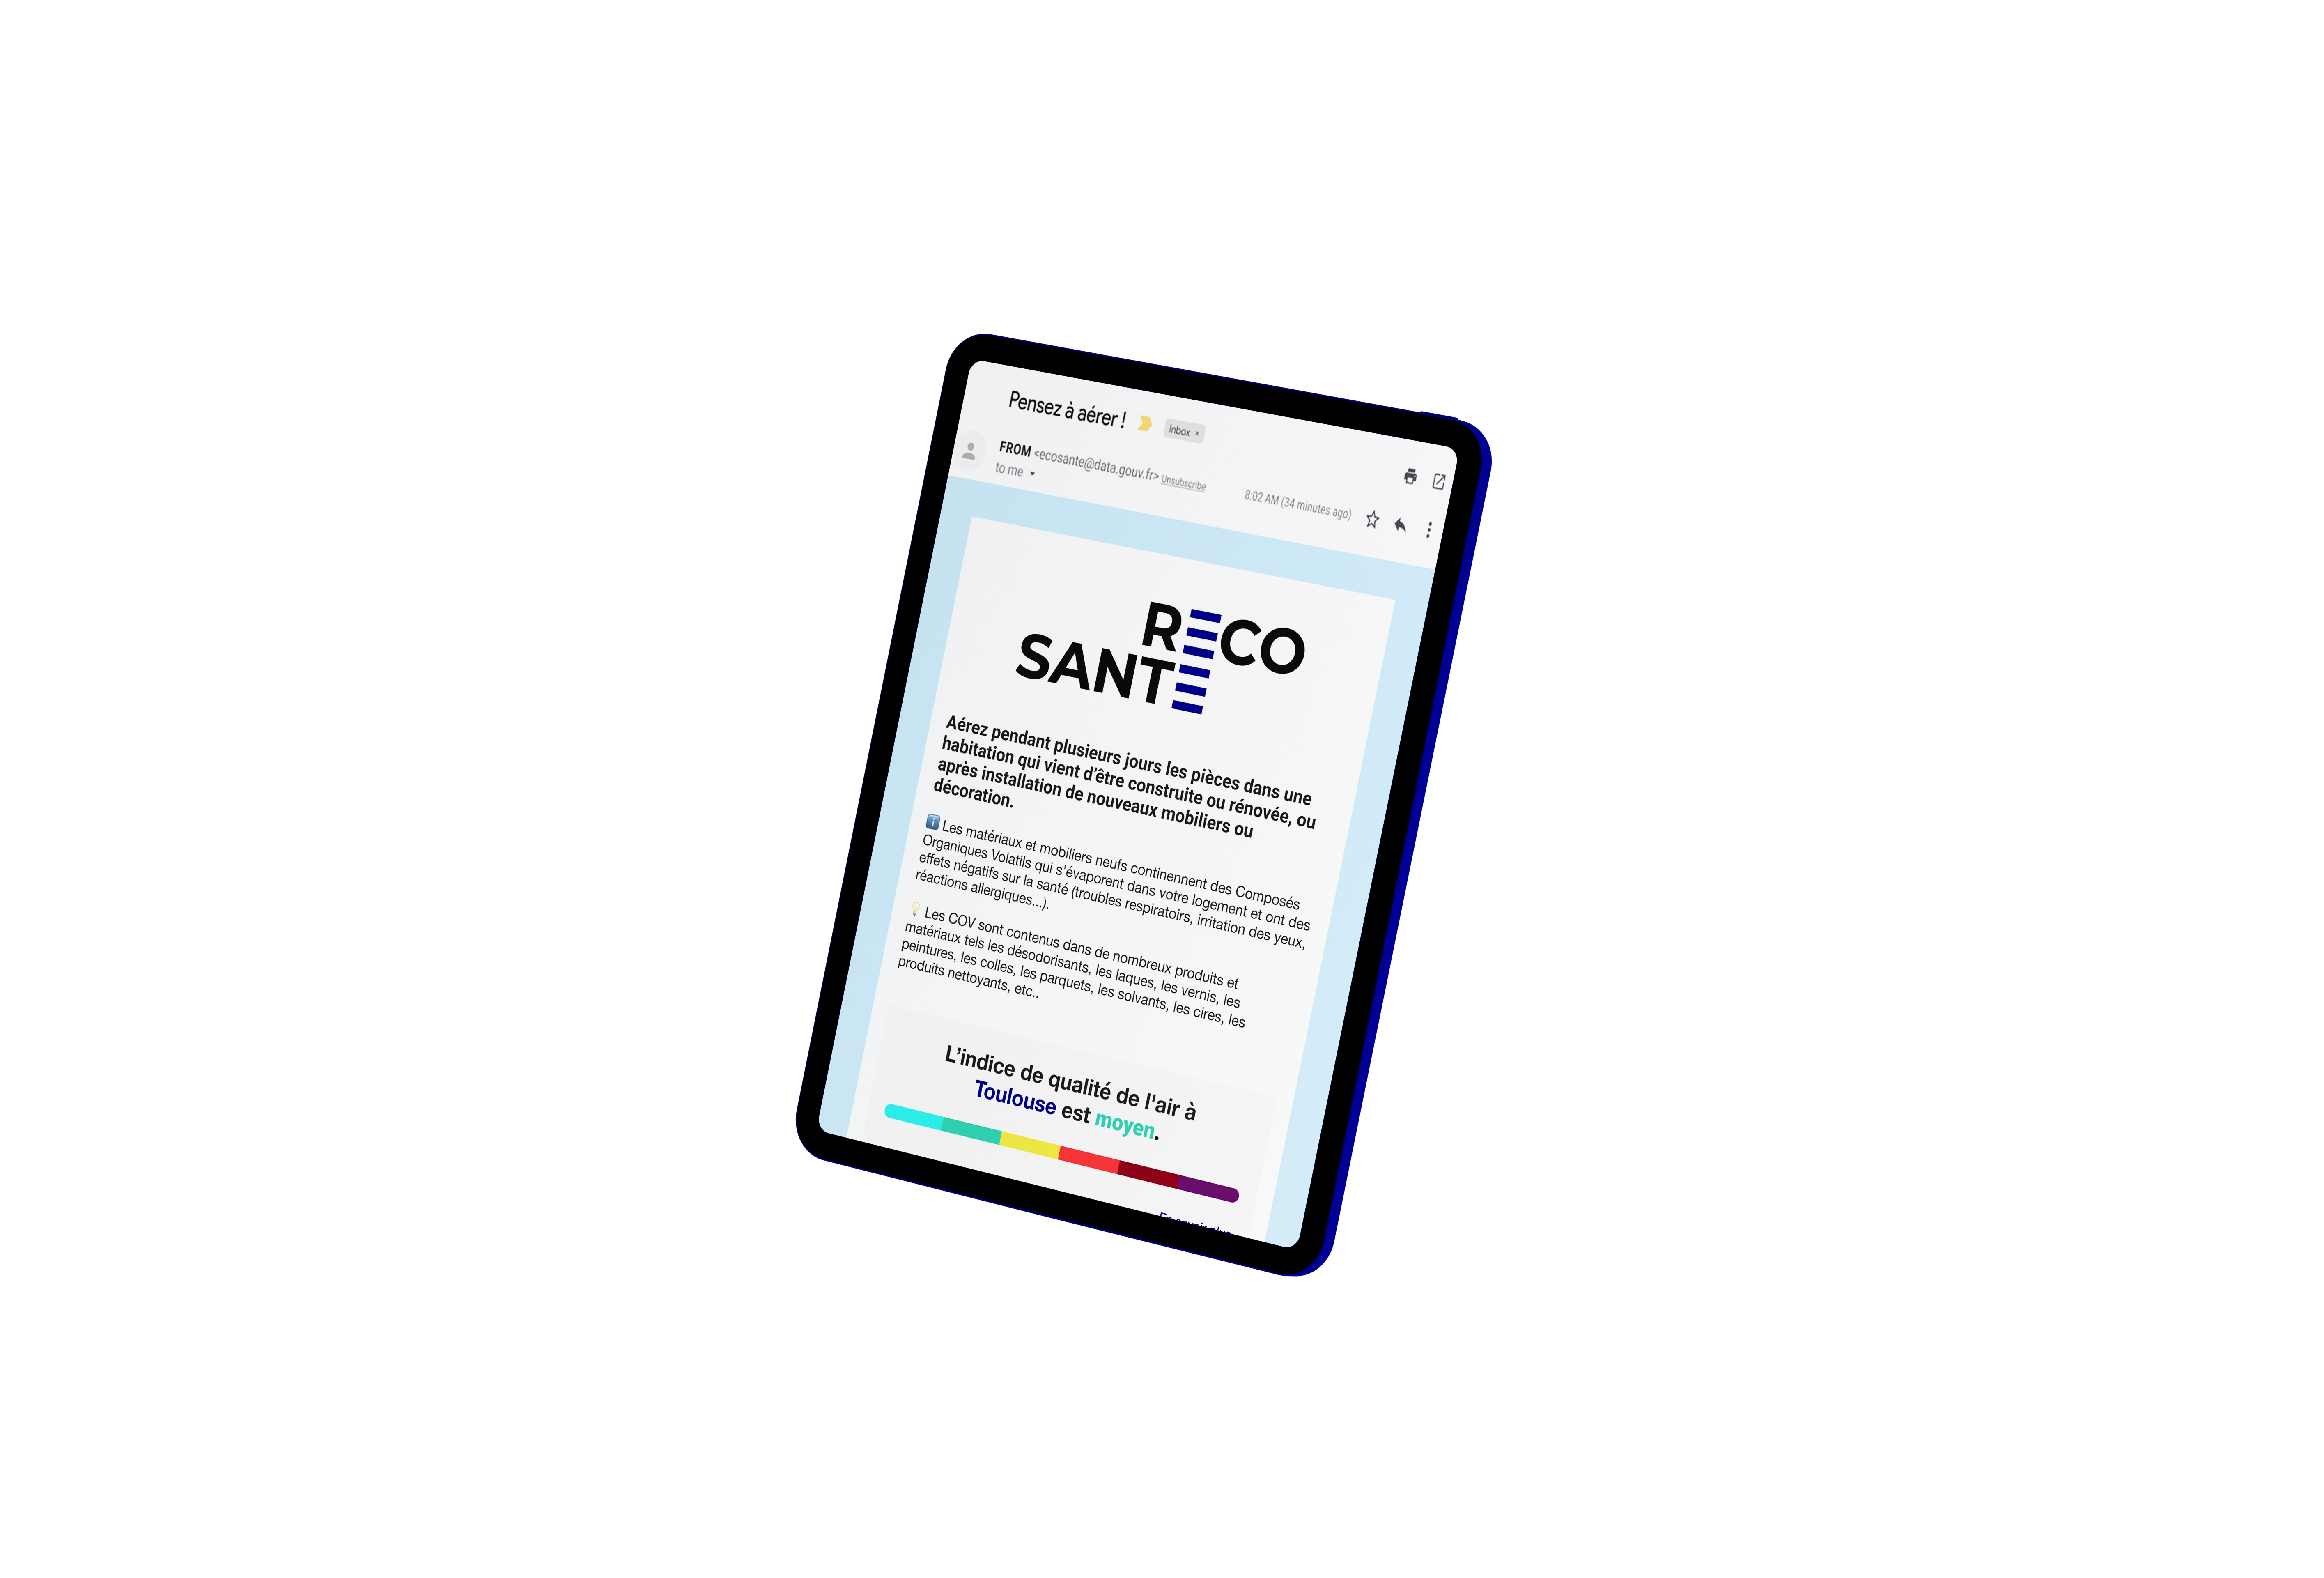 Pensez à aérer !
Inbox ×
FROM <ecosante@data.gouv.fr> Unsubscribe
to me
8:02 AM (34 minutes ago)
RECO
SANTE
Aérez pendant plusieurs jours les pièces dans une
habitation qui vient d'être construite ou rénovée, ou
après installation de nouveaux mobiliers ou
décoration.
Les matériaux et mobiliers neufs continennent des Composés
Organiques Volatils qui s'évaporent dans votre logement et ont des
effets négatifs sur la santé (troubles respiratoirs, irritation des yeux,
réactions allergiques...).
Les COV sont contenus dans de nombreux produits et
matériaux tels les désodorisants, les laques, les vernis, les
peintures, les colles, les parquets, les solvants, les cires, les
produits nettoyants, etc..
L'indice de qualité de l'air à
Toulouse est moyen.
En savoir plus